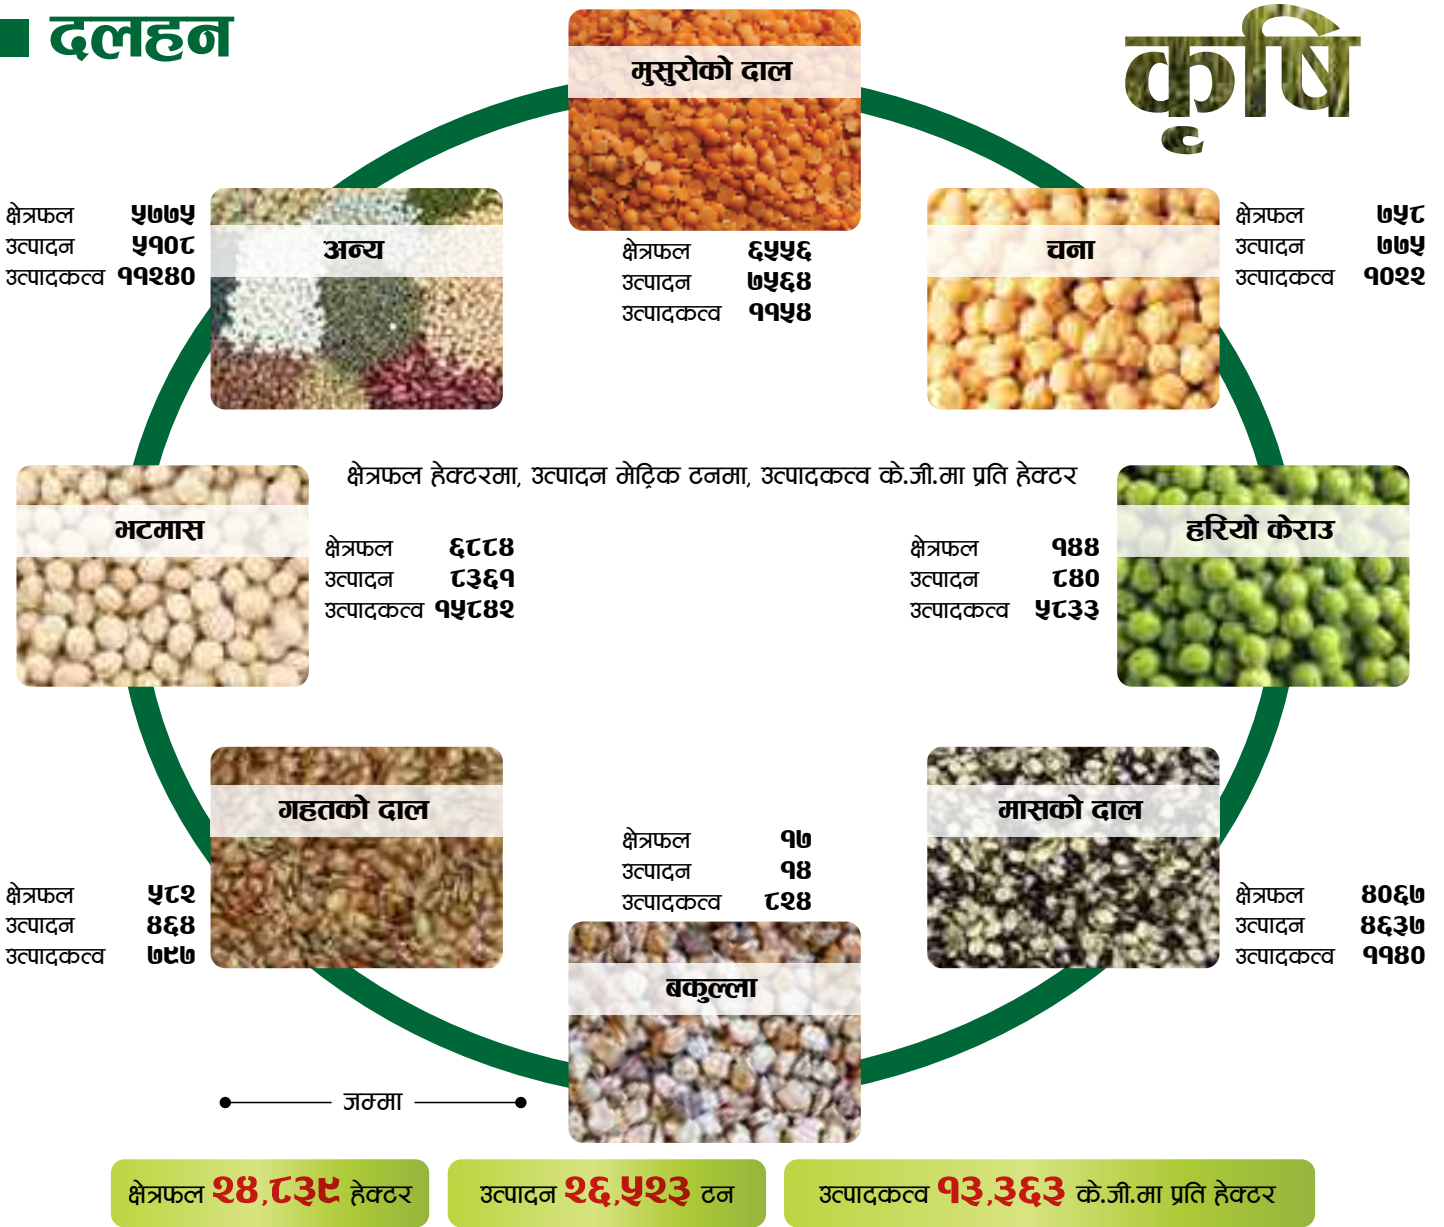 दलहन
कृषि
मुसुरोको दाल
क्षेत्रफल ६५५६
उत्पादन ७५६४
उत्पादकत्व ११५४
चना
क्षेत्रफल ७५८
उत्पादन ७७५
उत्पादकत्व १०२२
अन्य
क्षेत्रफल ५७७५
उत्पादन ५१०८
उत्पादकत्व ११२४०
क्षेत्रफल हेक्टरमा, उत्पादन मेट्रिक टनमा, उत्पादकत्व के.जी.मा प्रति हेक्टर
भटमास
क्षेत्रफल ६८८४
उत्पादन ८३६१
उत्पादकत्व १५८४२
हरियो केराउ
क्षेत्रफल १४४
उत्पादन ८४०
उत्पादकत्व ५८३३
गहतको दाल
क्षेत्रफल ५८२
उत्पादन ४६४
उत्पादकत्व ७९७
बकुल्ला
क्षेत्रफल १७
उत्पादन १४
उत्पादकत्व ८२४
मासको दाल
क्षेत्रफल ४०६७
उत्पादन ४६३७
उत्पादकत्व ११४०
जम्मा
क्षेत्रफल २४,८३९ हेक्टर
उत्पादन २६,५२३ टन
उत्पादकत्व १३,३६३ के.जी.मा प्रति हेक्टर